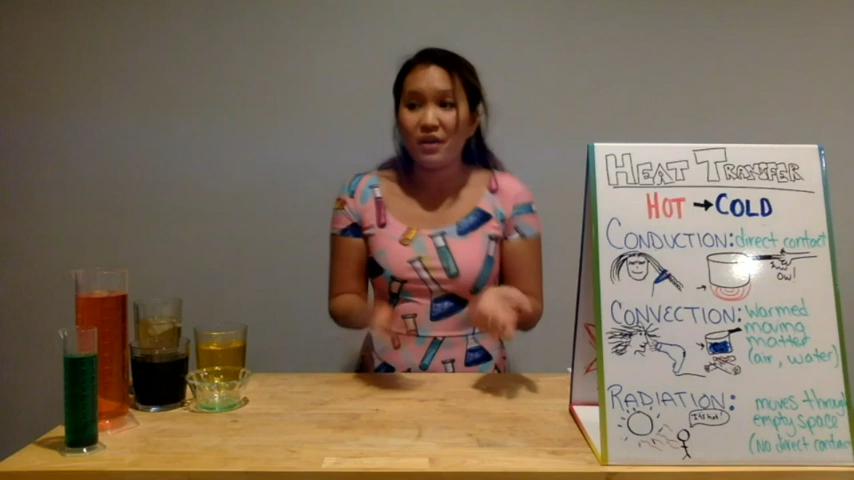 HEAT TRANSFER
HOT → COLD
CONDUCTION: direct contact
OW!
CONVECTION: Warmed
moving
matter
(air, water)
RADIATION: moves through
It's hot!
empty space
(No direct contact